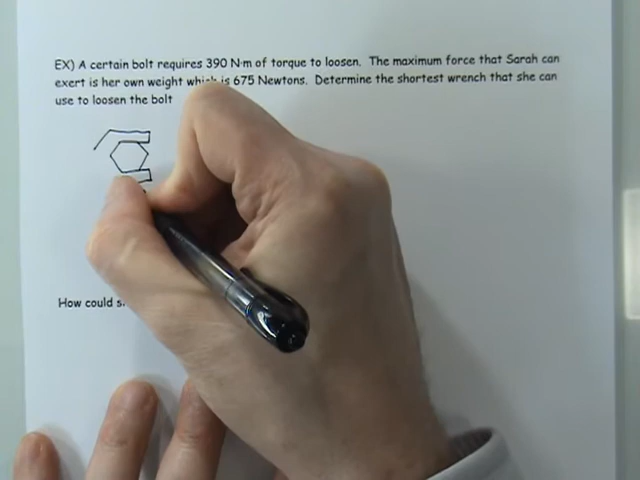 EX) A certain bolt requires 390 N·m of torque to loosen. The maximum force that Sarah can
exert is her own weight which is 675 Newtons. Determine the shortest wrench that she can
use to loosen the bolt
How could